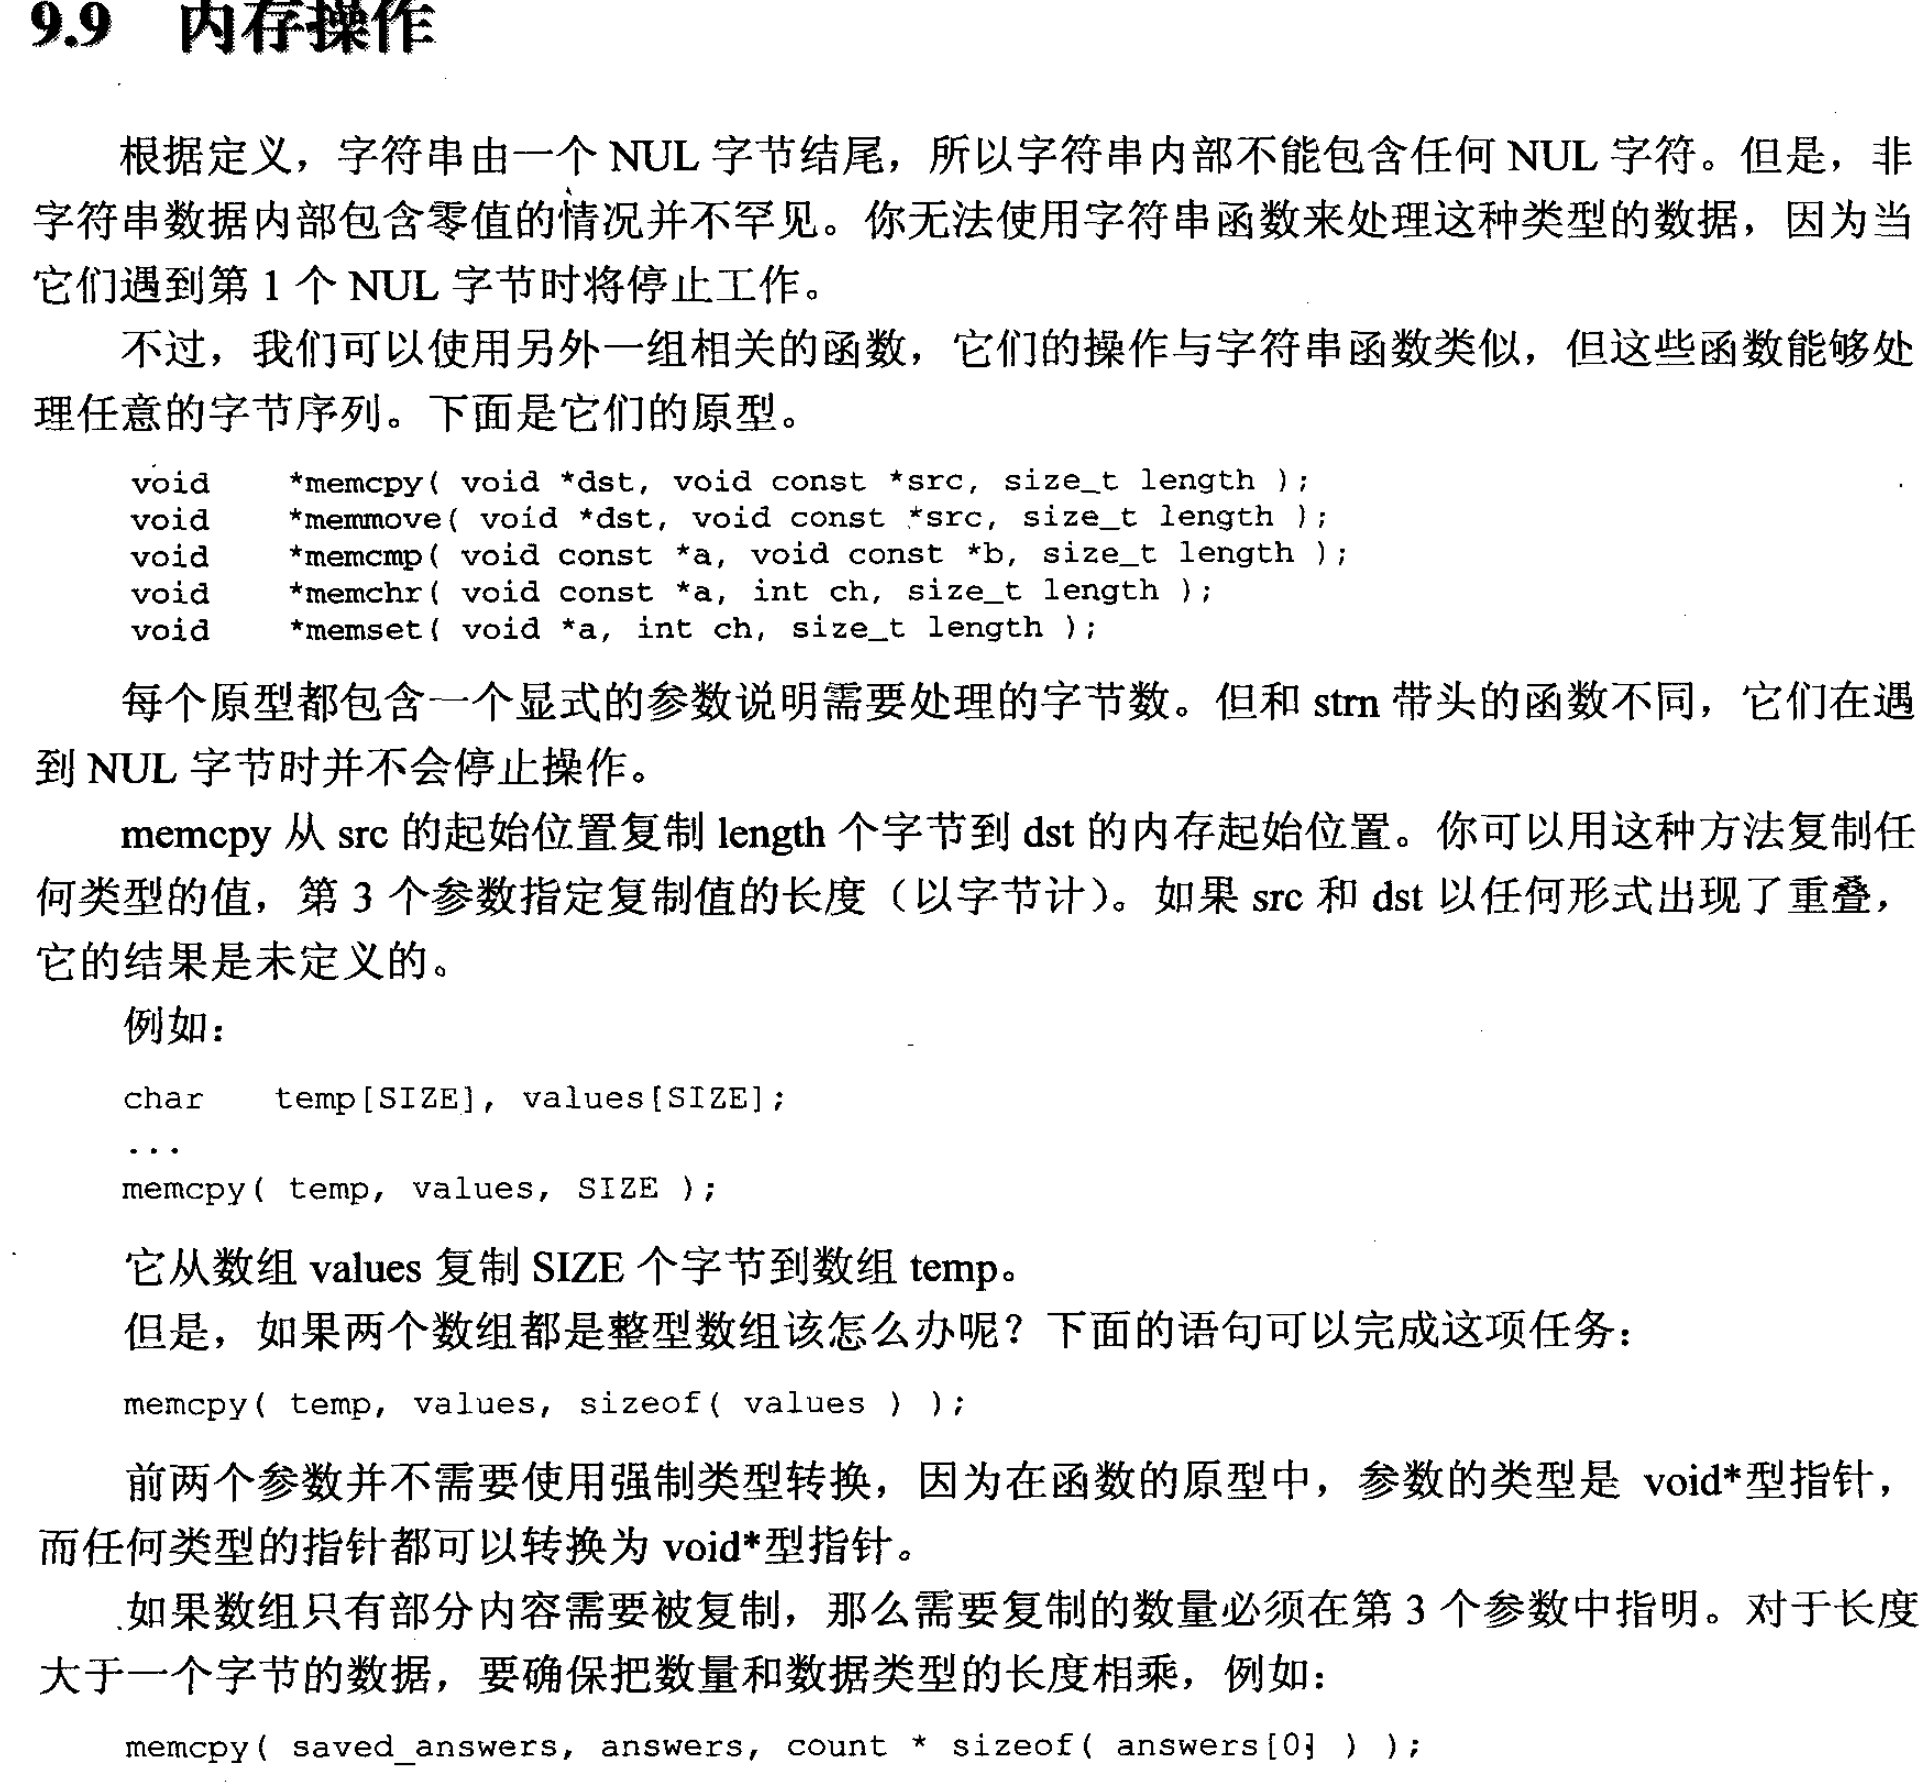 9.9 内存操作
根据定义，字符串由一个 NUL 字节结尾，所以字符串内部不能包含任何 NUL 字符。但是，非
字符串数据内部包含零值的情况并不罕见。你无法使用字符串函数来处理这种类型的数据，因为当
它们遇到第 1 个 NUL 字节时将停止工作。
不过，我们可以使用另外一组相关的函数，它们的操作与字符串函数类似，但这些函数能够处
理任意的字节序列。下面是它们的原型。
void *memcpy( void *dst, void const *src, size_t length );
void *memmove( void *dst, void const *src, size_t length );
void *memcmp( void const *a, void const *b, size_t length );
void *memchr( void const *a, int ch, size_t length );
void *memset( void *a, int ch, size_t length );
每个原型都包含一个显式的参数说明需要处理的字节数。但和 strn 带头的函数不同，它们在遇
到 NUL 字节时并不会停止操作。
memcpy 从 src 的起始位置复制 length 个字节到 dst 的内存起始位置。你可以用这种方法复制任
何类型的值，第 3 个参数指定复制值的长度（以字节计）。如果 src 和 dst 以任何形式出现了重叠，
它的结果是未定义的。
例如：
char temp[SIZE], values[SIZE];
...
memcpy( temp, values, SIZE );
它从数组 values 复制 SIZE 个字节到数组 temp。
但是，如果两个数组都是整型数组该怎么办呢？下面的语句可以完成这项任务：
memcpy( temp, values, sizeof( values ) );
前两个参数并不需要使用强制类型转换，因为在函数的原型中，参数的类型是 void*型指针，
而任何类型的指针都可以转换为 void*型指针。
如果数组只有部分内容需要被复制，那么需要复制的数量必须在第 3 个参数中指明。对于长度
大于一个字节的数据，要确保把数量和数据类型的长度相乘，例如：
memcpy( saved_answers, answers, count * sizeof( answers[0] ) );